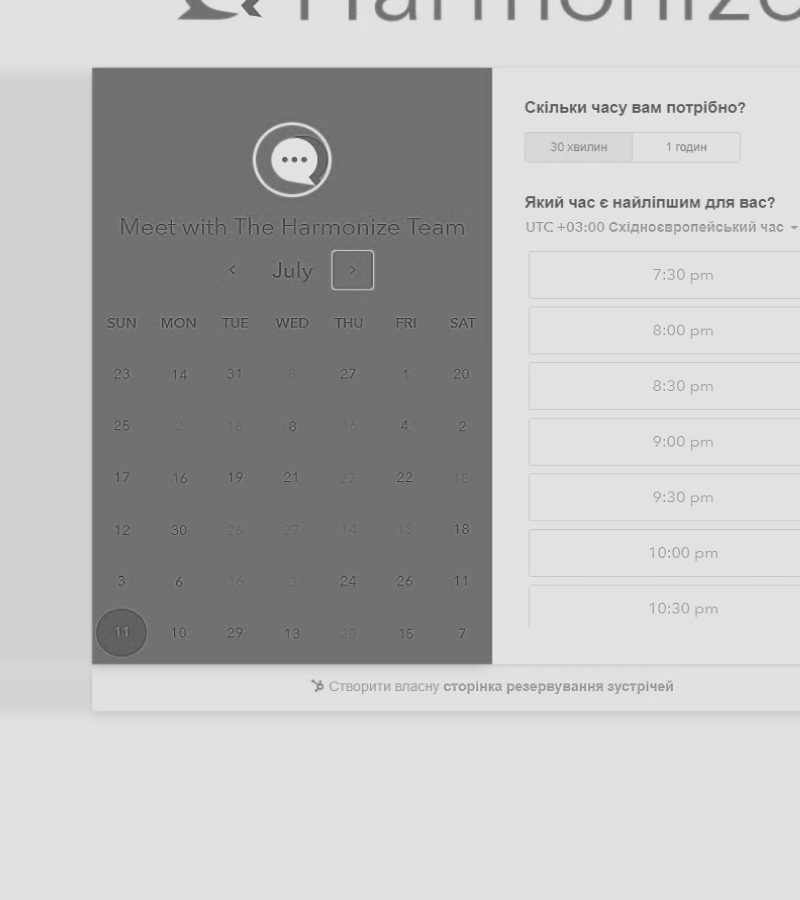 Harmonize
Meet with The Harmonize Team
July
SUN MON TUE WED THU FRI SAT
23 14 31 8 27 1 20
25 2 18 8 16 4 2
17 16 19 21 27 22 18
12 30 26 27 14 13 18
3 6 16 3 24 26 11
11 10 29 13 20 15 7
Скільки часу вам потрібно?
30 хвилин 1 годин
Який час є найліпшим для вас?
UTC +03:00 Східноєвропейський час
7:30 pm
8:00 pm
8:30 pm
9:00 pm
9:30 pm
10:00 pm
10:30 pm
Створити власну сторінка резервування зустрічей